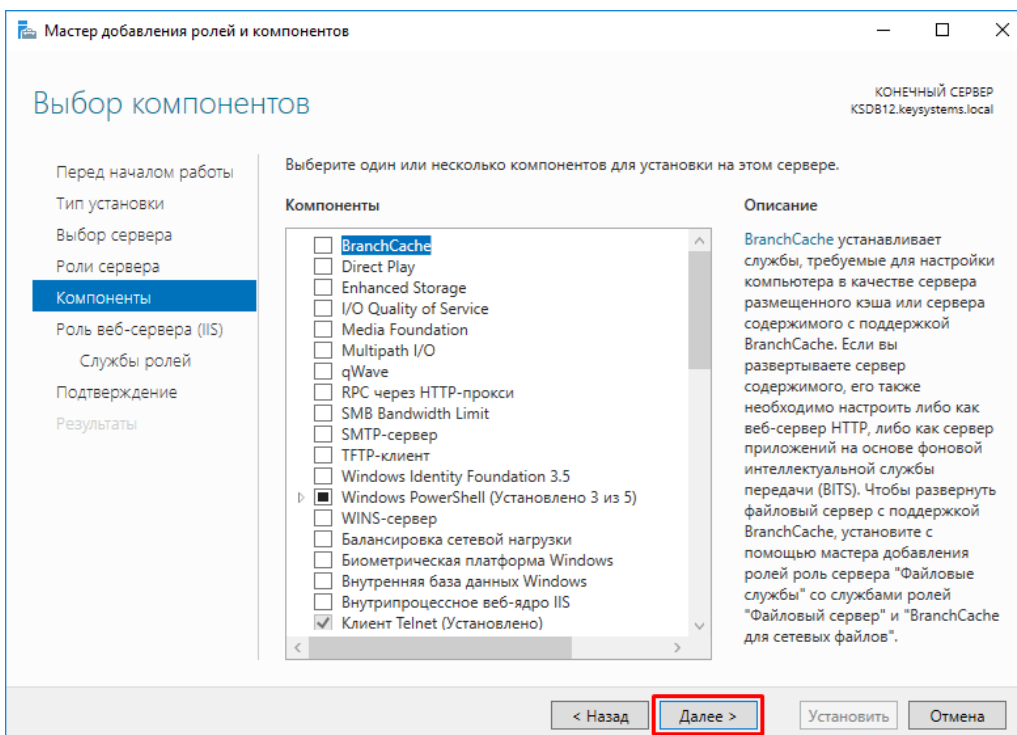 Мастер добавления ролей и компонентов
Выбор компонентов
КОНЕЧНЫЙ СЕРВЕР
KSDB12.keysystems.local
Перед началом работы
Тип установки
Выбор сервера
Роли сервера
Компоненты
Роль веб-сервера (IIS)
Службы ролей
Подтверждение
Результаты
Выберите один или несколько компонентов для установки на этом сервере.
Компоненты
BranchCache
Direct Play
Enhanced Storage
I/O Quality of Service
Media Foundation
Multipath I/O
qWave
RPC через HTTP-прокси
SMB Bandwidth Limit
SMTP-сервер
TFTP-клиент
Windows Identity Foundation 3.5
Windows PowerShell (Установлено 3 из 5)
WINS-сервер
Балансировка сетевой нагрузки
Биометрическая платформа Windows
Внутренняя база данных Windows
Внутрипроцессное веб-ядро IIS
Клиент Telnet (Установлено)
Описание
BranchCache устанавливает
службы, требуемые для настройки
компьютера в качестве сервера
размещенного кэша или сервера
содержимого с поддержкой
BranchCache. Если вы
развертываете сервер
содержимого, его также
необходимо настроить либо как
веб-сервер HTTP, либо как сервер
приложений на основе фоновой
интеллектуальной службы
передачи (BITS). Чтобы развернуть
файловый сервер с поддержкой
BranchCache, установите с
помощью мастера добавления
ролей роль сервера "Файловые
службы" со службами ролей
"Файловый сервер" и "BranchCache
для сетевых файлов".
< Назад
Далее >
Установить
Отмена